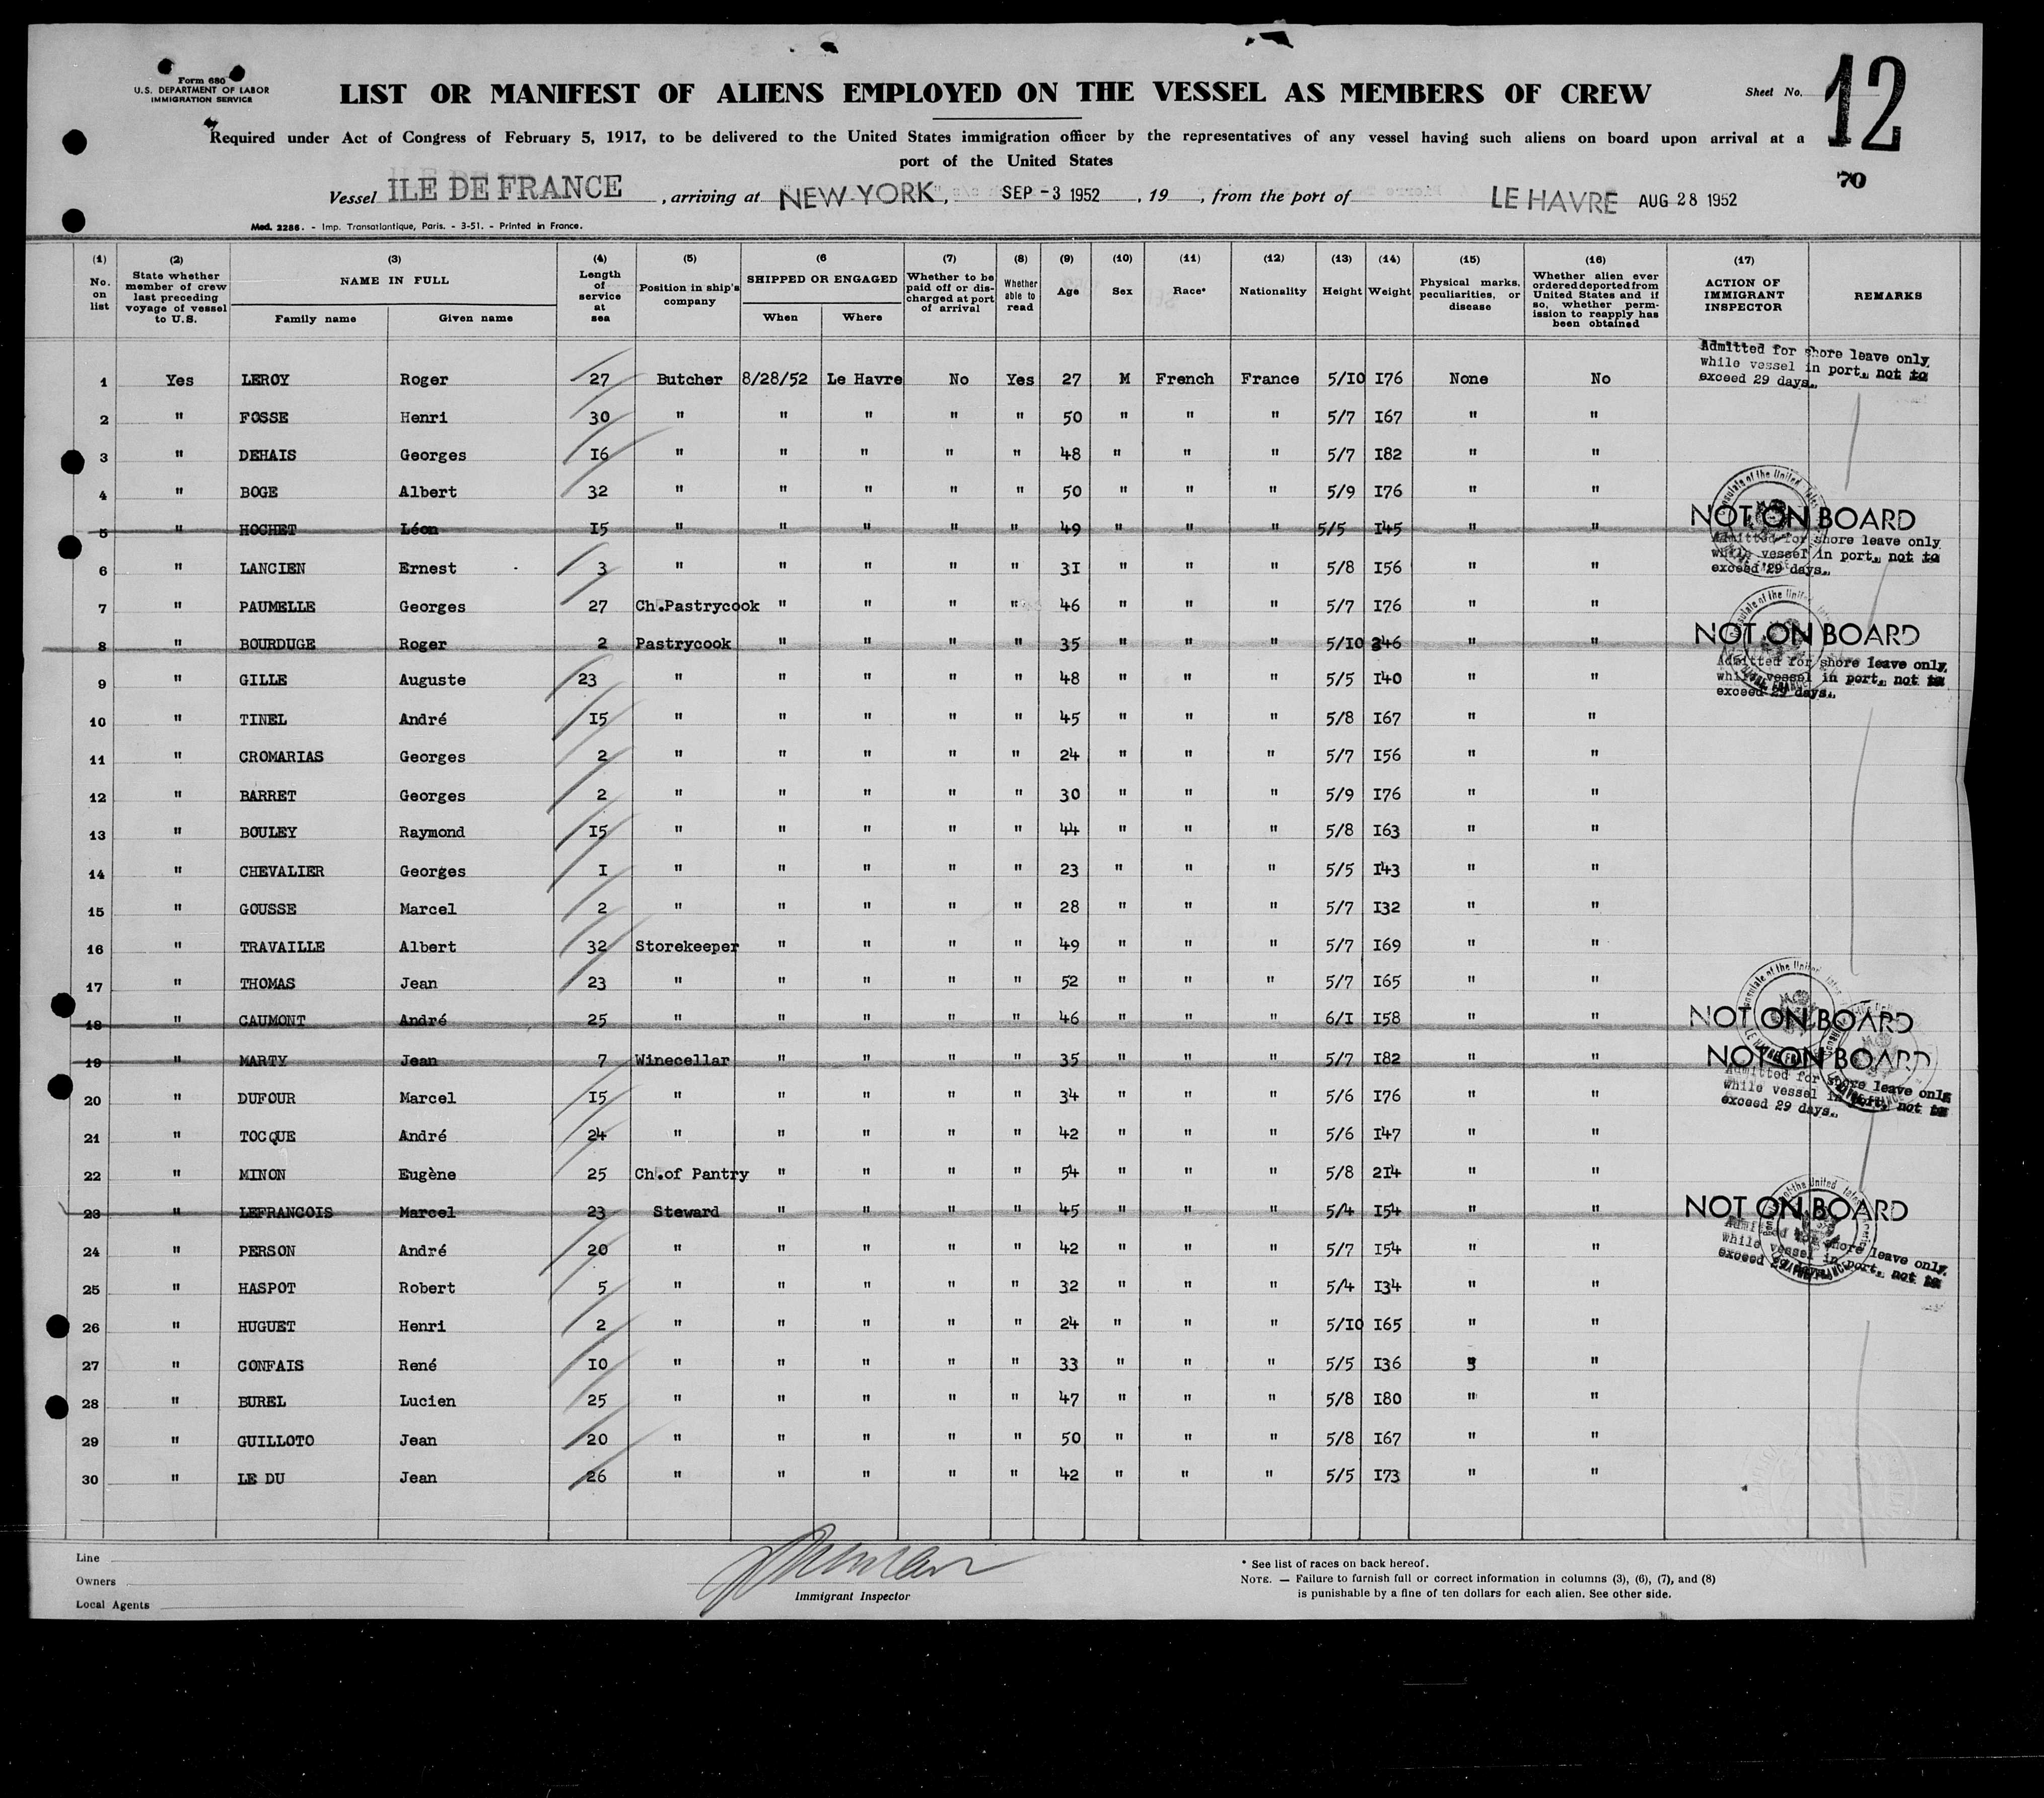 Form 680
U.S. DEPARTMENT OF LABOR
IMMIGRATION SERVICE
LIST OR MANIFEST OF ALIENS EMPLOYED ON THE VESSEL AS MEMBERS OF CREW
Sheet No. 12
Required under Act of Congress of February 5, 1917, to be delivered to the United States immigration officer by the representatives of any vessel having such aliens on board upon arrival at a
port of the United States
70
Vessel ILE DE FRANCE, arriving at NEW-YORK, SEP -3 1952, 19 , from the port of LE HAVRE AUG 28 1952
Mod. 3286. - Imp. Transatlantique, Paris. - 3-51. - Printed in France.
(1) No. on list (2) State whether member of crew last preceding voyage of vessel to U.S. (3) NAME IN FULL Family name Given name (4) Length of service at sea (5) Position in ship's company (6 SHIPPED OR ENGAGED When Where (7) Whether to be paid off or discharged at port of arrival (8) Whether able to read (9) Age (10) Sex (11) Race* (12) Nationality (13) Height (14) Weight (15) Physical marks, peculiarities, or disease (16) Whether alien ever ordered deported from United States and if so, whether permission to reapply has been obtained (17) ACTION OF IMMIGRANT INSPECTOR REMARKS
1 Yes LEROY Roger 27 Butcher 8/28/52 Le Havre No Yes 27 M French France 5/10 176 None No Admitted for shore leave only while vessel in port, not to exceed 29 days.
2 " FOSSE Henri 30 " " " " " 50 " " " 5/7 167 " "
3 " DEHAIS Georges 16 " " " " " 48 " " " 5/7 182 " "
4 " BOGE Albert 32 " " " " " 50 " " " 5/9 176 " "
5 " HOCHET Léon 15 " " " " " 49 " " " 5/5 145 " " NOT ON BOARD
6 " LANCIEN Ernest 3 " " " " " 31 " " " 5/8 156 " " Admitted for shore leave only while vessel in port, not to exceed 29 days.
7 " PAUMELLE Georges 27 Ch.Pastrycook " " " " 46 " " " 5/7 176 " "
8 " BOURDUGE Roger 2 Pastrycook " " " " 35 " " " 5/10 246 " " NOT ON BOARD
9 " GILLE Auguste 23 " " " " " 48 " " " 5/5 140 " " Admitted for shore leave only while vessel in port, not to exceed 29 days.
10 " TINEL André 15 " " " " " 45 " " " 5/8 167 " "
11 " CROMARIAS Georges 2 " " " " " 24 " " " 5/7 156 " "
12 " BARRET Georges 2 " " " " " 30 " " " 5/9 176 " "
13 " BOULEY Raymond 15 " " " " " 44 " " " 5/8 163 " "
14 " CHEVALIER Georges 1 " " " " " 23 " " " 5/5 143 " "
15 " GOUSSE Marcel 2 " " " " " 28 " " " 5/7 132 " "
16 " TRAVAILLE Albert 32 Storekeeper " " " " 49 " " " 5/7 169 " "
17 " THOMAS Jean 23 " " " " " 52 " " " 5/7 165 " "
18 " CAUMONT André 25 " " " " " 46 " " " 6/1 158 " " NOT ON BOARD
19 " MARTY Jean 7 Winecellar " " " " 35 " " " 5/7 182 " " NOT ON BOARD
20 " DUFOUR Marcel 15 " " " " " 34 " " " 5/6 176 " " Admitted for shore leave only while vessel in port, not to exceed 29 days.
21 " TOCQUE André 24 " " " " " 42 " " " 5/6 147 " "
22 " MINON Eugène 25 Ch.of Pantry " " " " 54 " " " 5/8 214 " "
23 " LEFRANCOIS Marcel 23 Steward " " " " 45 " " " 5/4 154 " " NOT ON BOARD
24 " PERSON André 20 " " " " " 42 " " " 5/7 154 " " Admitted for shore leave only while vessel in port, not to exceed 29 days.
25 " HASPOT Robert 5 " " " " " 32 " " " 5/4 134 " "
26 " HUGUET Henri 2 " " " " " 24 " " " 5/10 165 " "
27 " CONFAIS René 10 " " " " " 33 " " " 5/5 136 "
28 " BUREL Lucien 25 " " " " " 47 " " " 5/8 180 " "
29 " GUILLOTO Jean 20 " " " " " 50 " " " 5/8 167 " "
30 " LE DU Jean 26 " " " " " 42 " " " 5/5 173 " "
Line
Owners
Local Agents
Immigrant Inspector
* See list of races on back hereof.
NOTE. — Failure to furnish full or correct information in columns (3), (6), (7), and (8)
is punishable by a fine of ten dollars for each alien. See other side.